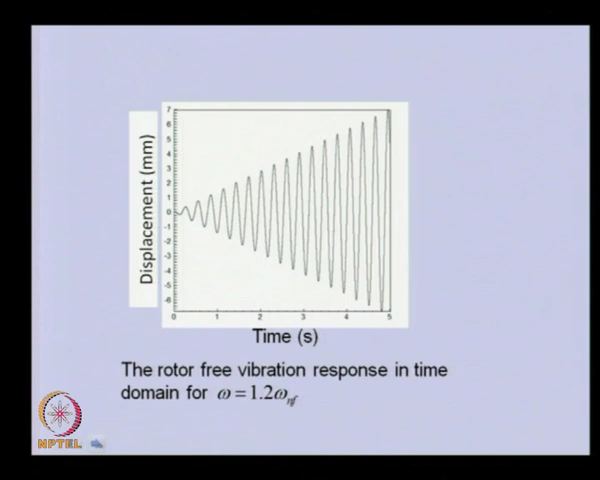 7
6
5
4
3
2
1
0
-1
-2
-3
-4
-5
-6
Displacement (mm)
0 1 2 3 4 5
Time (s)
The rotor free vibration response in time
domain for ω = 1.2ω_nf
NPTEL